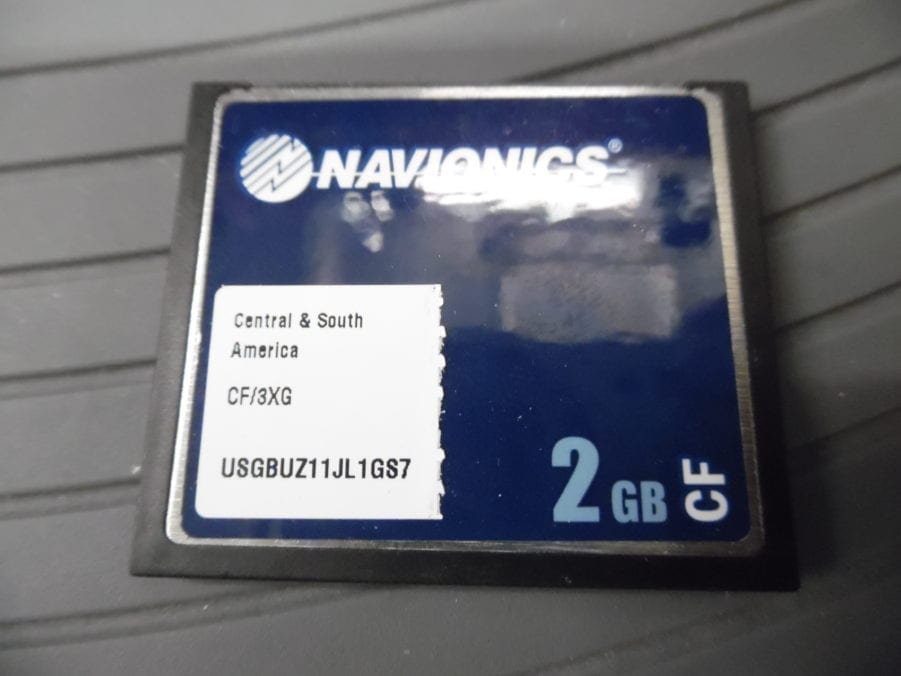 NAVIONICS®
Central & South
America
CF/3XG
USGBUZ11JL1GS7
2 GB CF